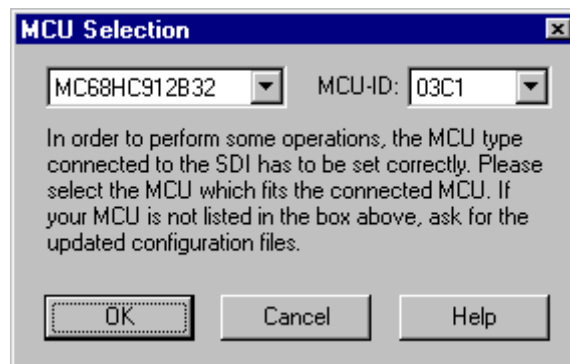 MCU Selection
MC68HC912B32 MCU-ID: 03C1
In order to perform some operations, the MCU type
connected to the SDI has to be set correctly. Please
select the MCU which fits the connected MCU. If
your MCU is not listed in the box above, ask for the
updated configuration files.
OK Cancel Help